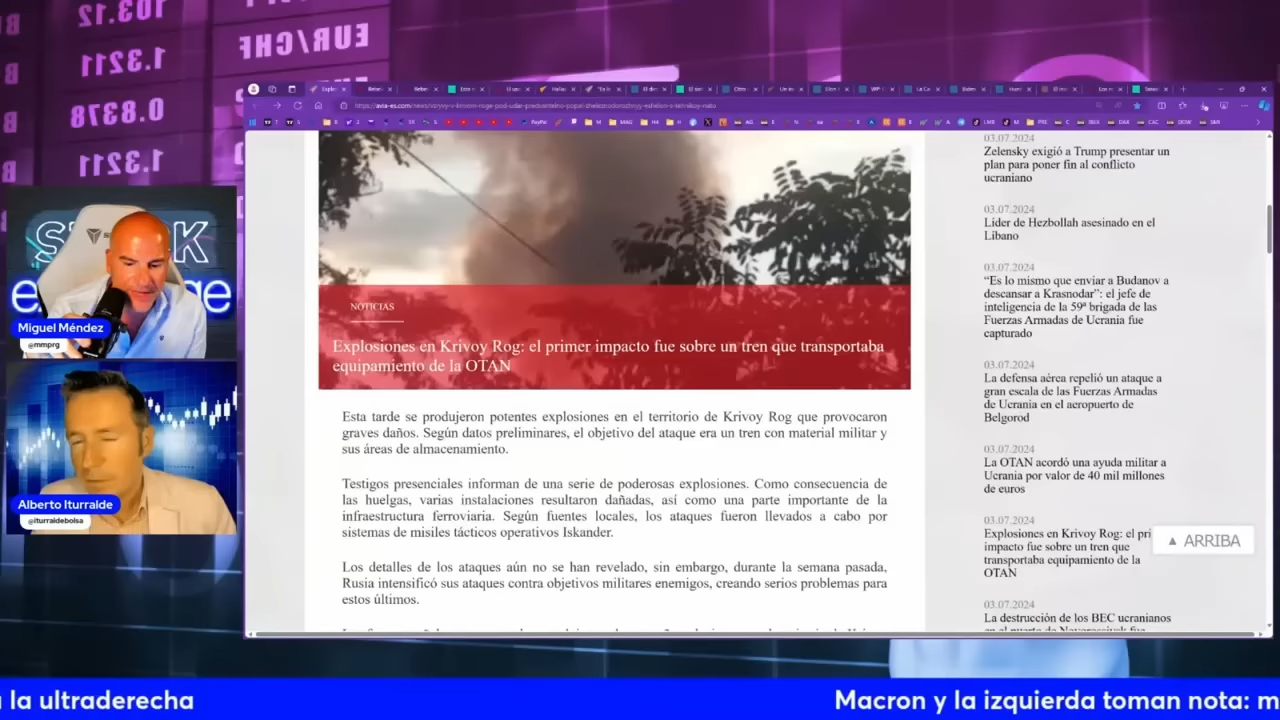 103.12
1.3211
0.8378
1.3211
EUR/CHF
Miguel Méndez
@mmprg
Alberto Iturralde
@iturraldebolsa
NOTICIAS
Explosiones en Krivoy Rog: el primer impacto fue sobre un tren que transportaba
equipamiento de la OTAN
Esta tarde se produjeron potentes explosiones en el territorio de Krivoy Rog que provocaron
graves daños. Según datos preliminares, el objetivo del ataque era un tren con material militar y
sus áreas de almacenamiento.
Testigos presenciales informan de una serie de poderosas explosiones. Como consecuencia de
las huelgas, varias instalaciones resultaron dañadas, así como una parte importante de la
infraestructura ferroviaria. Según fuentes locales, los ataques fueron llevados a cabo por
sistemas de misiles tácticos operativos Iskander.
Los detalles de los ataques aún no se han revelado, sin embargo, durante la semana pasada,
Rusia intensificó sus ataques contra objetivos militares enemigos, creando serios problemas para
estos últimos.
03.07.2024
Zelensky exigió a Trump presentar un
plan para poner fin al conflicto
ucraniano
03.07.2024
Líder de Hezbollah asesinado en el
Líbano
03.07.2024
“Es lo mismo que enviar a Budanov a
descansar a Krasnodar”: el jefe de
inteligencia de la 59ª brigada de las
Fuerzas Armadas de Ucrania fue
capturado
03.07.2024
La defensa aérea repelió un ataque a
gran escala de las Fuerzas Armadas
de Ucrania en el aeropuerto de
Belgorod
03.07.2024
La OTAN acordó una ayuda militar a
Ucrania por valor de 40 mil millones
de euros
03.07.2024
Explosiones en Krivoy Rog: el pri
impacto fue sobre un tren que
transportaba equipamiento de la
OTAN
▲ ARRIBA
03.07.2024
La destrucción de los BEC ucranianos
a la ultraderecha
Macron y la izquierda toman nota: m